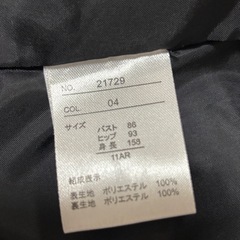 NO. 21729
COL. 04
サイズ バスト 86
ヒップ 93
身長 158
11AR
組成表示
表生地 ポリエステル 100%
裏生地 ポリエステル 100%